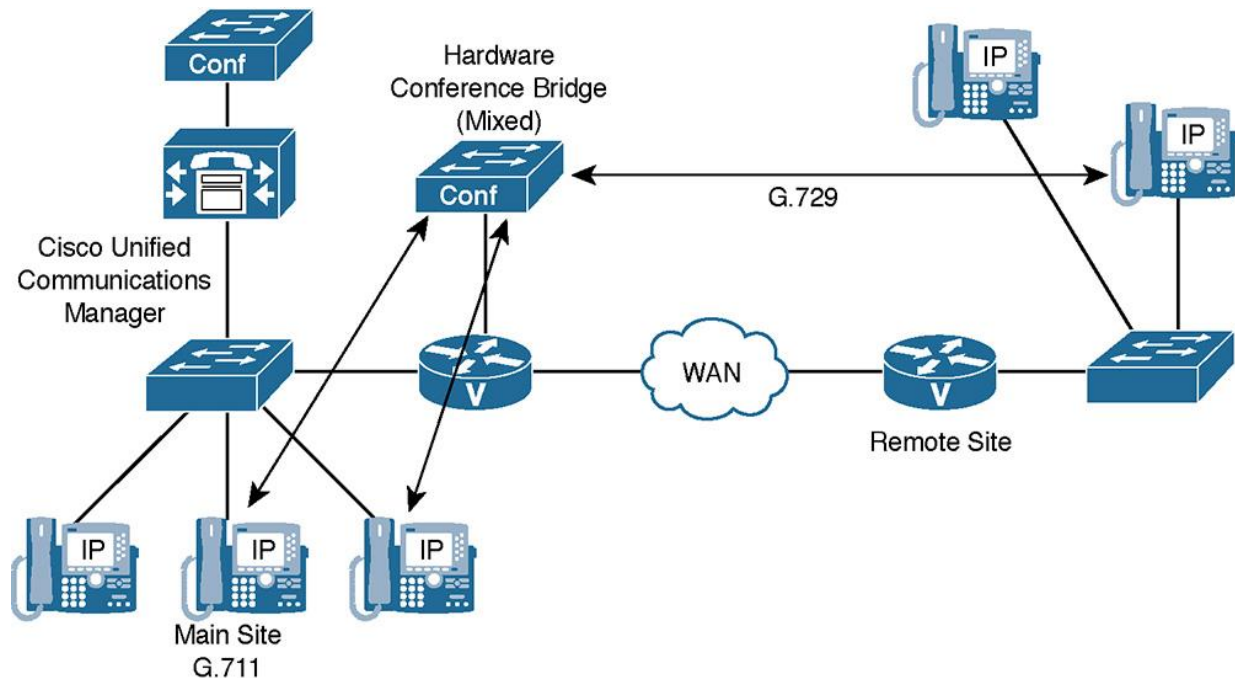 Conf
Hardware
Conference Bridge
(Mixed)
Conf
IP
IP
G.729
Cisco Unified
Communications
Manager
V
WAN
V
Remote Site
IP
IP
IP
Main Site
G.711